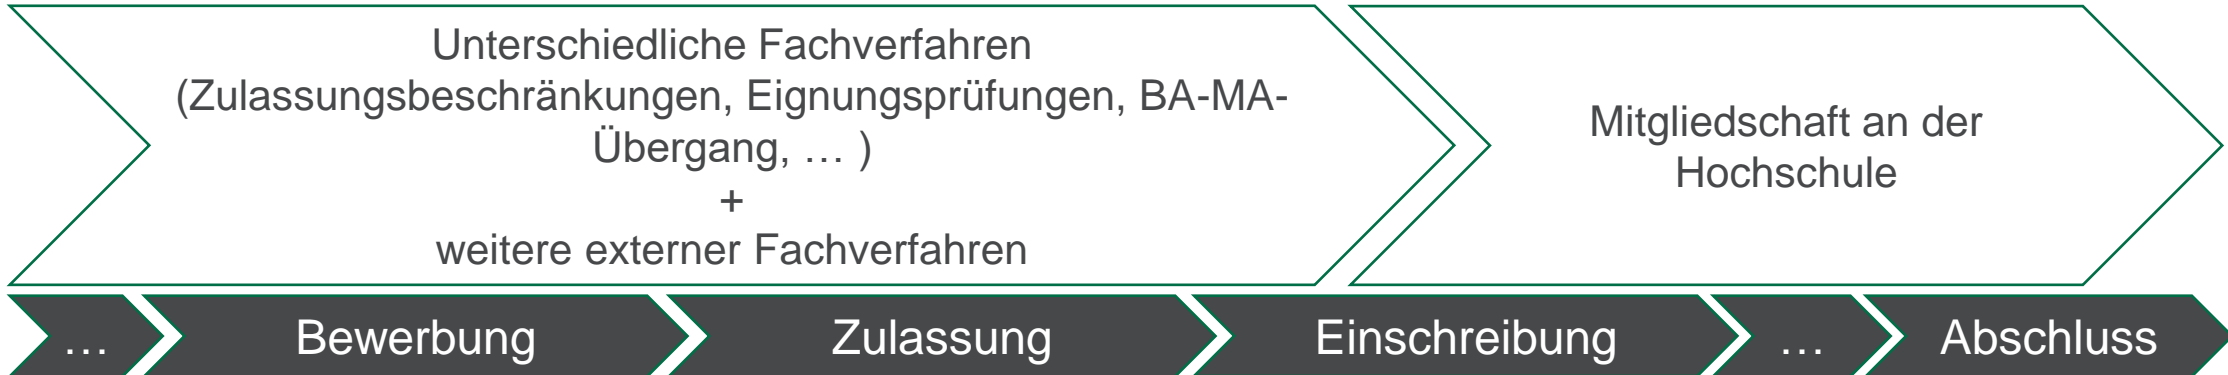 Unterschiedliche Fachverfahren
(Zulassungsbeschränkungen, Eignungsprüfungen, BA-MA-
Übergang, … )
+
weitere externer Fachverfahren
Mitgliedschaft an der
Hochschule
…
Bewerbung
Zulassung
Einschreibung
…
Abschluss